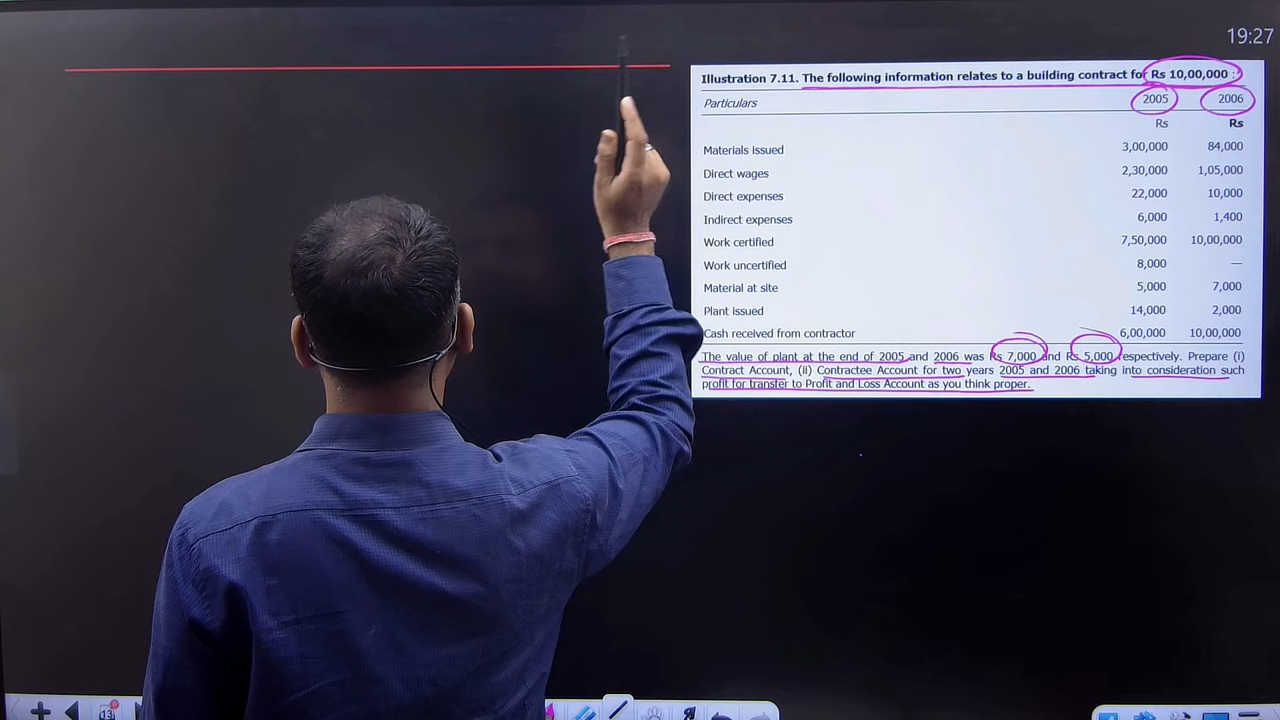 19:27
Illustration 7.11. The following information relates to a building contract for Rs 10,00,000 :
Particulars 2005 2006
Rs Rs
Materials issued 3,00,000 84,000
Direct wages 2,30,000 1,05,000
Direct expenses 22,000 10,000
Indirect expenses 6,000 1,400
Work certified 7,50,000 10,00,000
Work uncertified 8,000 —
Material at site 5,000 7,000
Plant issued 14,000 2,000
Cash received from contractor 6,00,000 10,00,000
The value of plant at the end of 2005 and 2006 was Rs 7,000 and Rs 5,000 respectively. Prepare (i)
Contract Account, (ii) Contractee Account for two years 2005 and 2006 taking into consideration such
profit for transfer to Profit and Loss Account as you think proper.
13